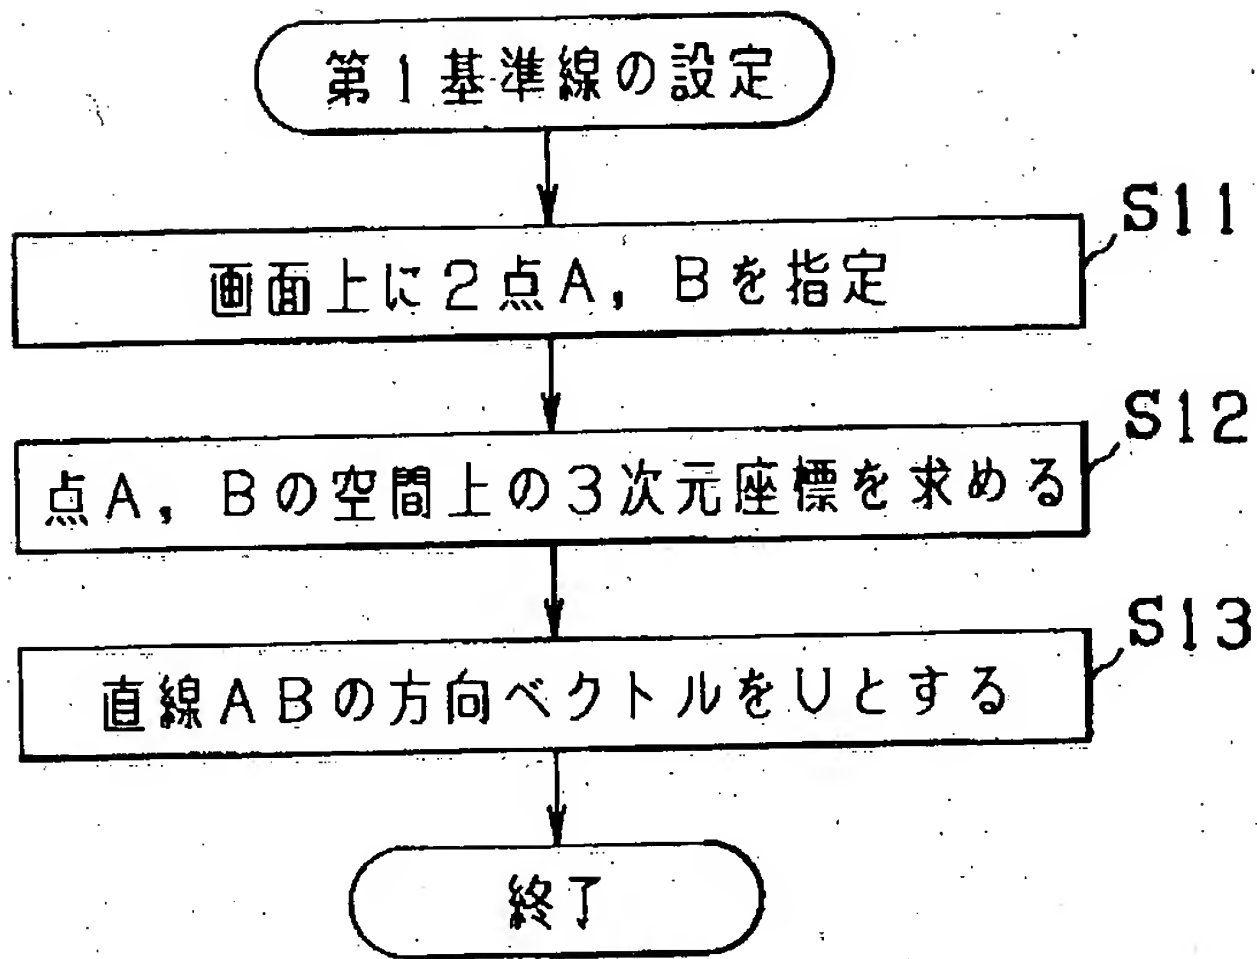 第1基準線の設定
S11
画面上に2点A，Bを指定
S12
点A，Bの空間上の3次元座標を求める
S13
直線ABの方向ベクトルをUとする
終了